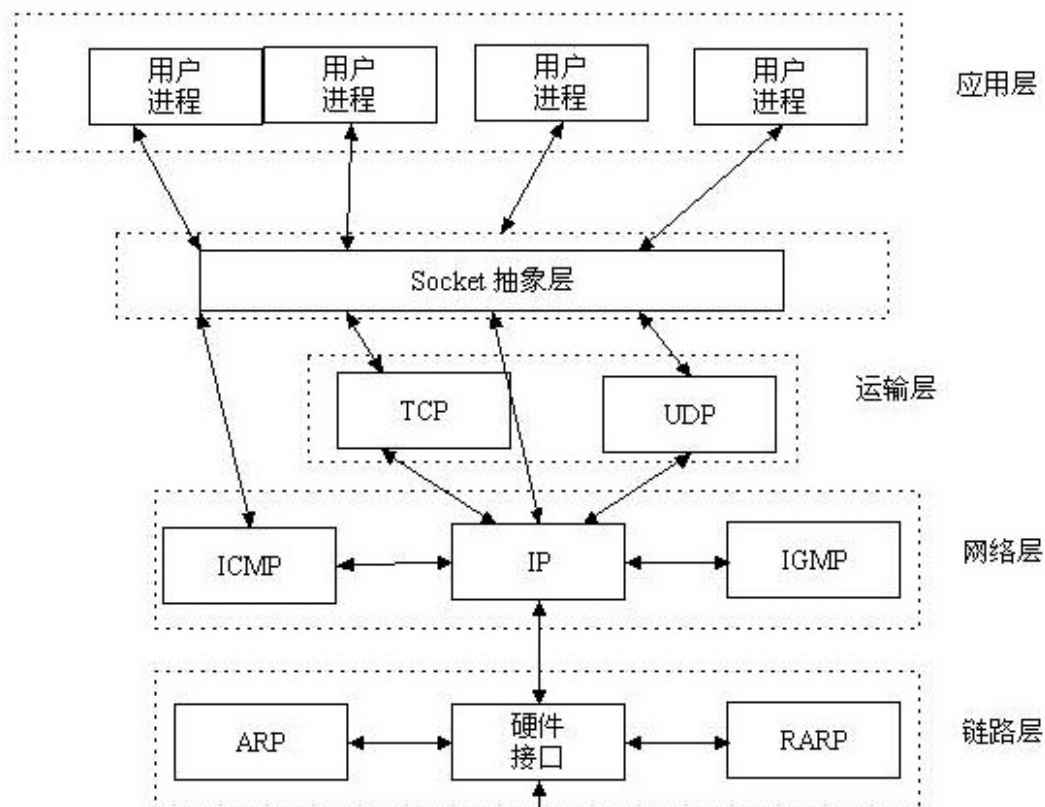 用户
进程
用户
进程
用户
进程
用户
进程
应用层
Socket 抽象层
TCP
UDP
运输层
ICMP
IP
IGMP
网络层
ARP
硬件
接口
RARP
链路层